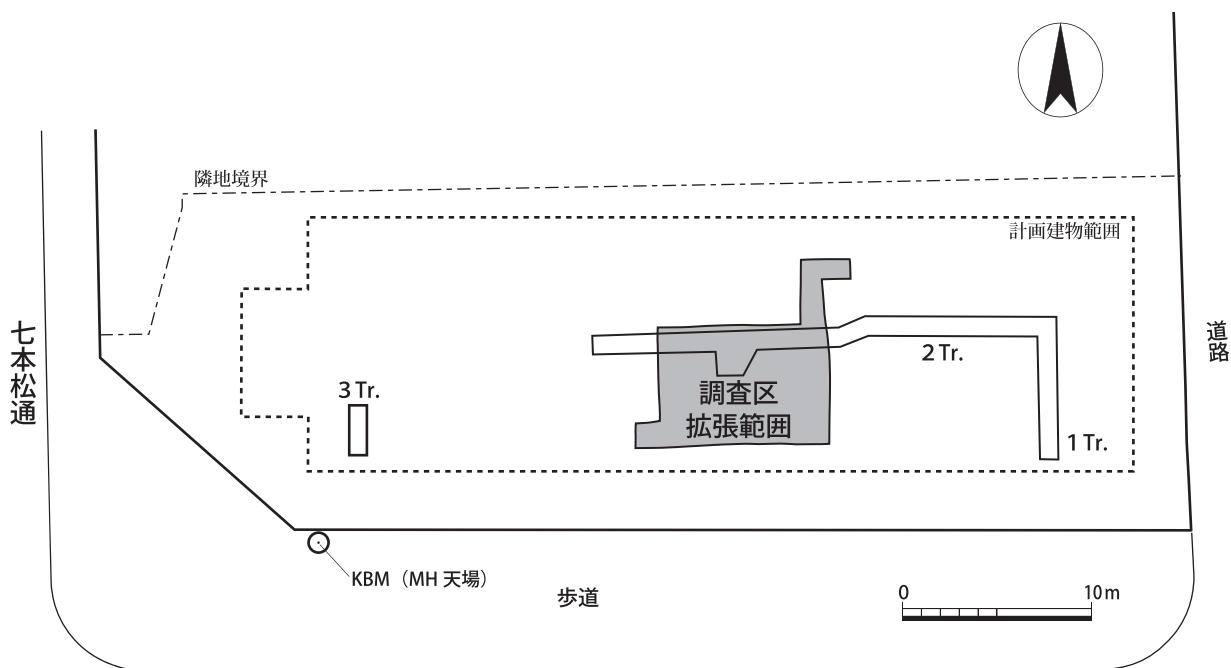 隣地境界
計画建物範囲
七本松通
道路
2 Tr.
3 Tr.
調査区
拡張範囲
1 Tr.
KBM（MH 天場）
歩道
0
10 m